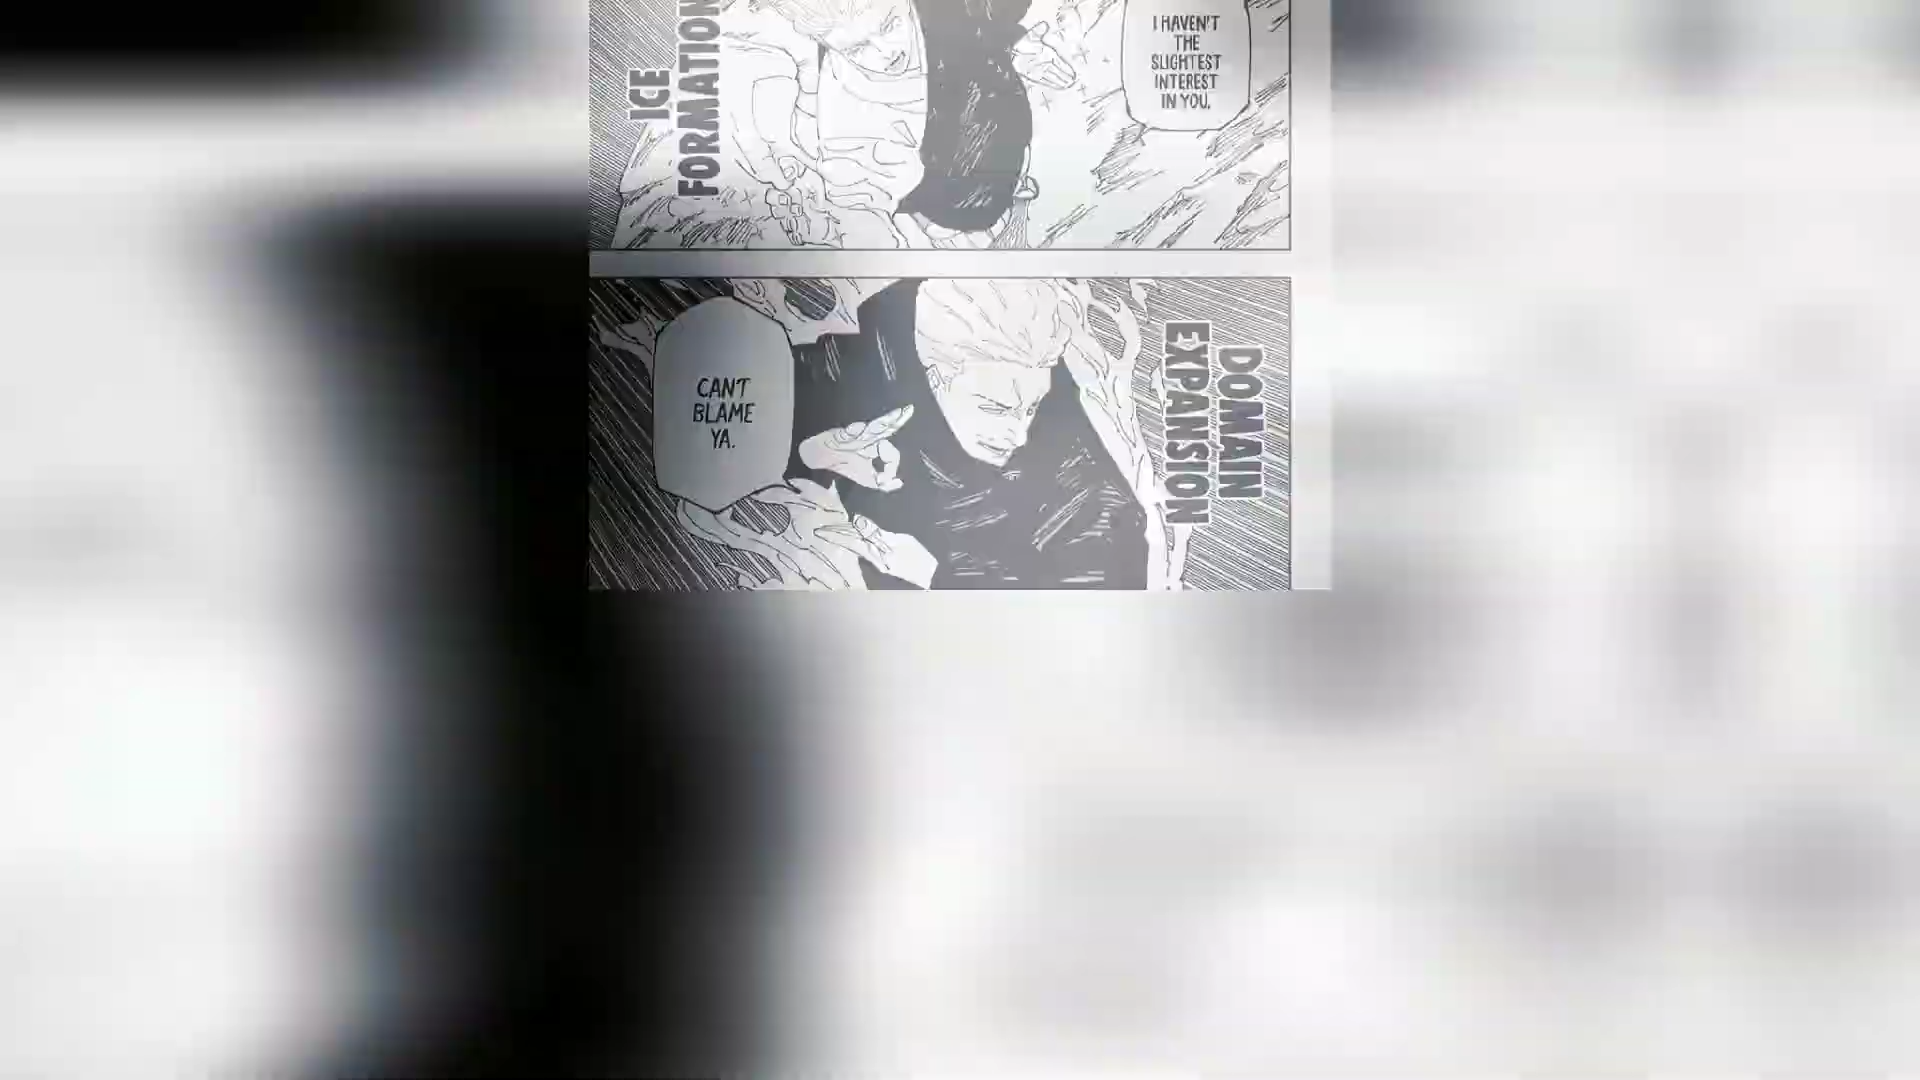 I HAVEN'T
THE
SLIGHTEST
INTEREST
IN YOU.
ICE
FORMATION
DOMAIN
EXPANSION
CAN'T
BLAME
YA.